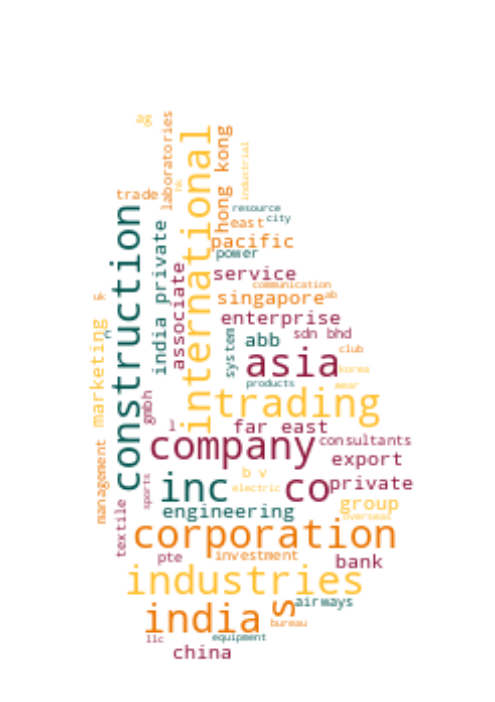 laboratories
international
hong kong
industrial
trade
hk
resource
city
construction
east
india private
pacific
power
associate
service
communication
singapore
ab
enterprise
marketing
system
abb
sdn bhd
club
asia
korea
products
near
gmbh
trading
l
far east
company
consultants
management
export
b v
sports
inc
electric
co
private
textile
engineering
group
overseas
corporation
pte
investment
bank
industries
s
airways
india
bureau
llc
equipment
china